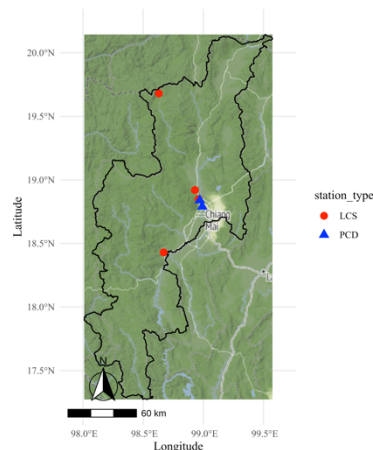 20.0°N
19.5°N
19.0°N
18.5°N
18.0°N
17.5°N
Latitude
Chiang
Mai
L
N
60 km
98.0°E 98.5°E 99.0°E 99.5°E
Longitude
station_type
LCS
PCD